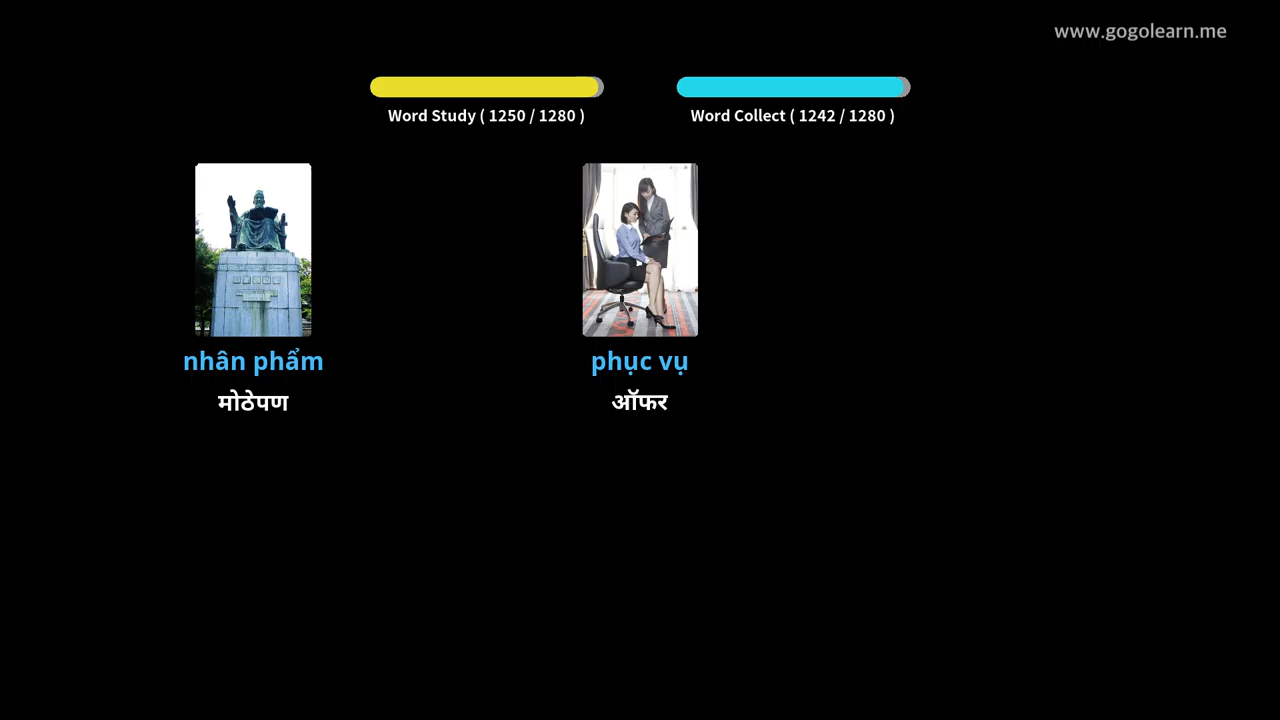 www.gogolearn.me
Word Study ( 1250 / 1280 )
Word Collect ( 1242 / 1280 )
nhân phẩm
मोठेपण
phục vụ
ऑफर